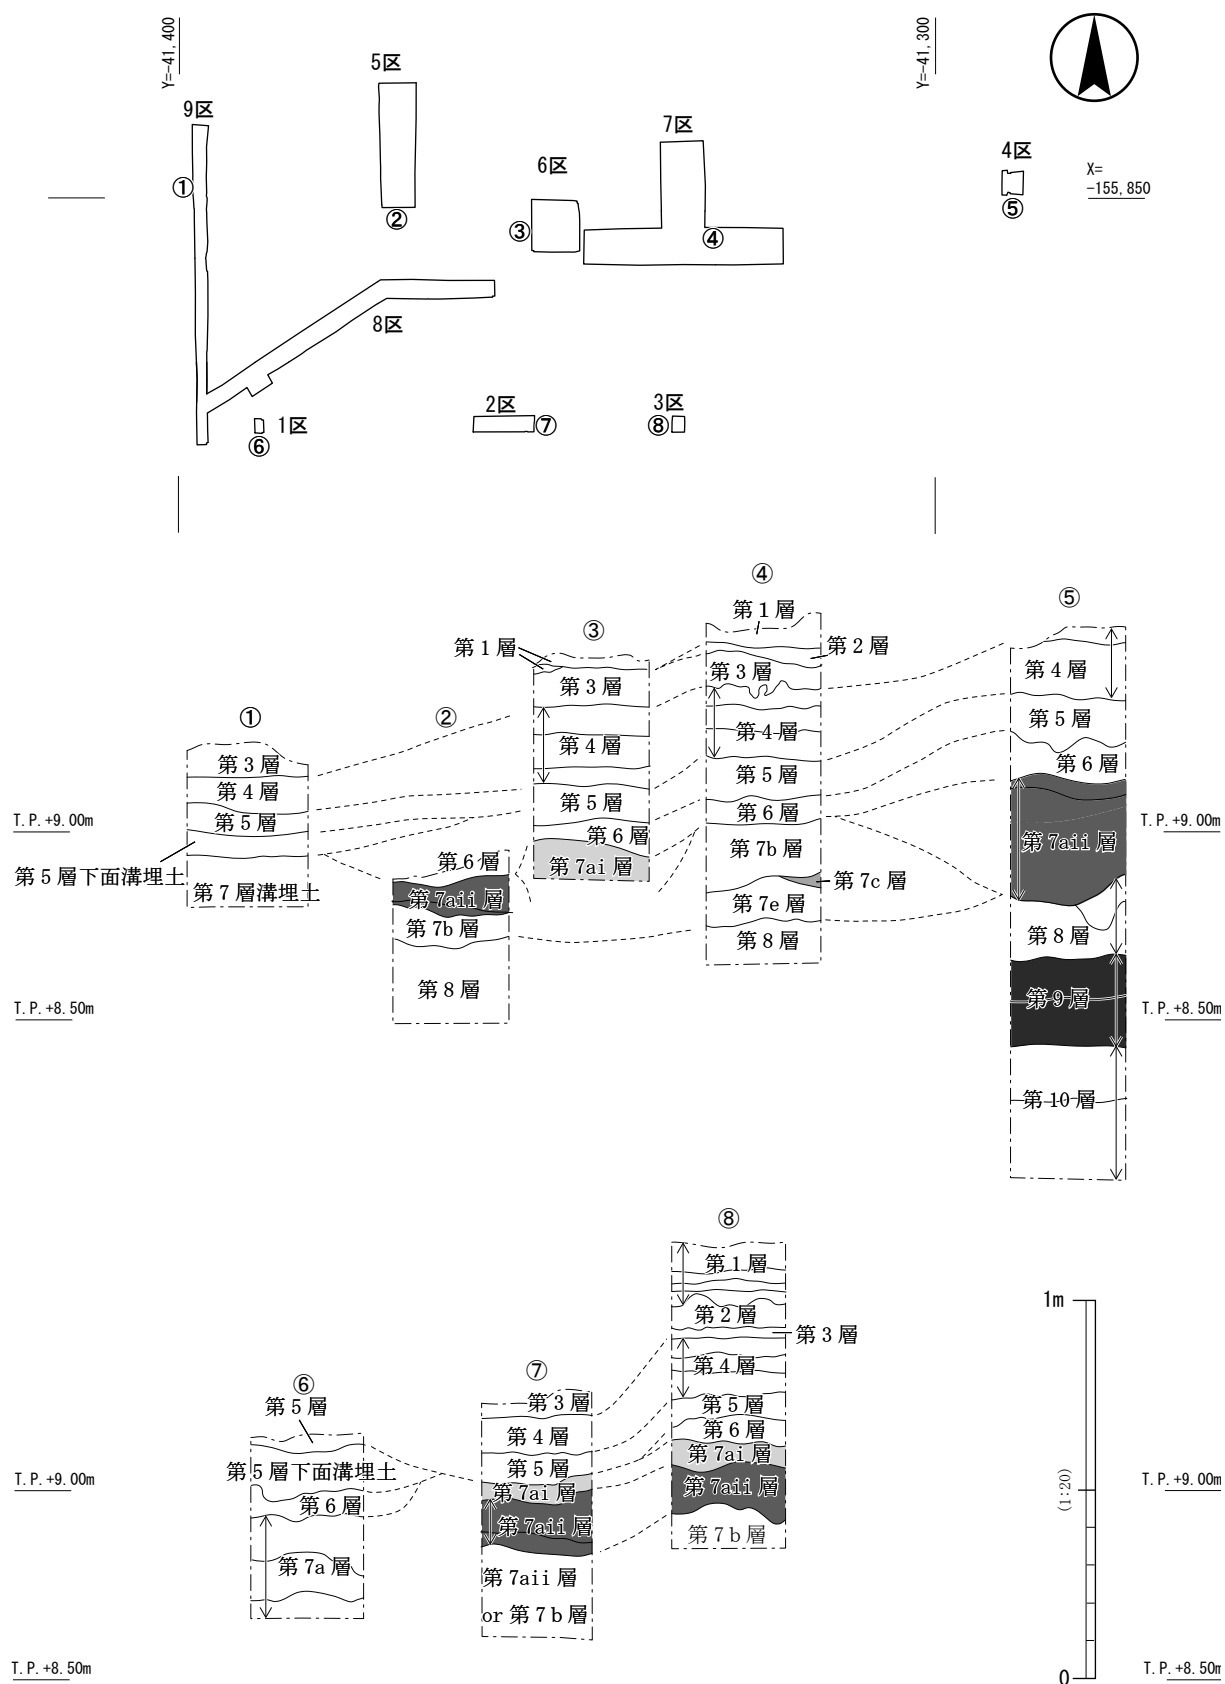 Y=-41,400
Y=-41,300
5区
9区
7区
6区
4区
X=
-155,850
①
②
③
④
⑤
8区
2区
3区
1区
⑥
⑦
⑧
④
第1層
⑤
③
第1層
第2層
第3層
第3層
第4層
①
②
第5層
第3層
第4層
第4層
第6層
第4層
第5層
第5層
第6層
T.P.+9.00m
第5層
第6層
T.P.+9.00m
第7aii層
第5層下面溝埋土
第6層
第7ai層
第7b層
第7c層
第7層溝埋土
第7aii層
第7e層
第7b層
第8層
第8層
第8層
第9層
T.P.+8.50m
T.P.+8.50m
第10層
⑧
第1層
1m
第2層
第3層
第4層
⑦
⑥
第3層
第5層
第5層
第4層
第6層
第5層
第7ai層
T.P.+9.00m
第5層下面溝埋土
第7ai層
第7aii層
T.P.+9.00m
(1:20)
第6層
第7aii層
第7b層
第7a層
第7aii層
or 第7b層
T.P.+8.50m
0
T.P.+8.50m